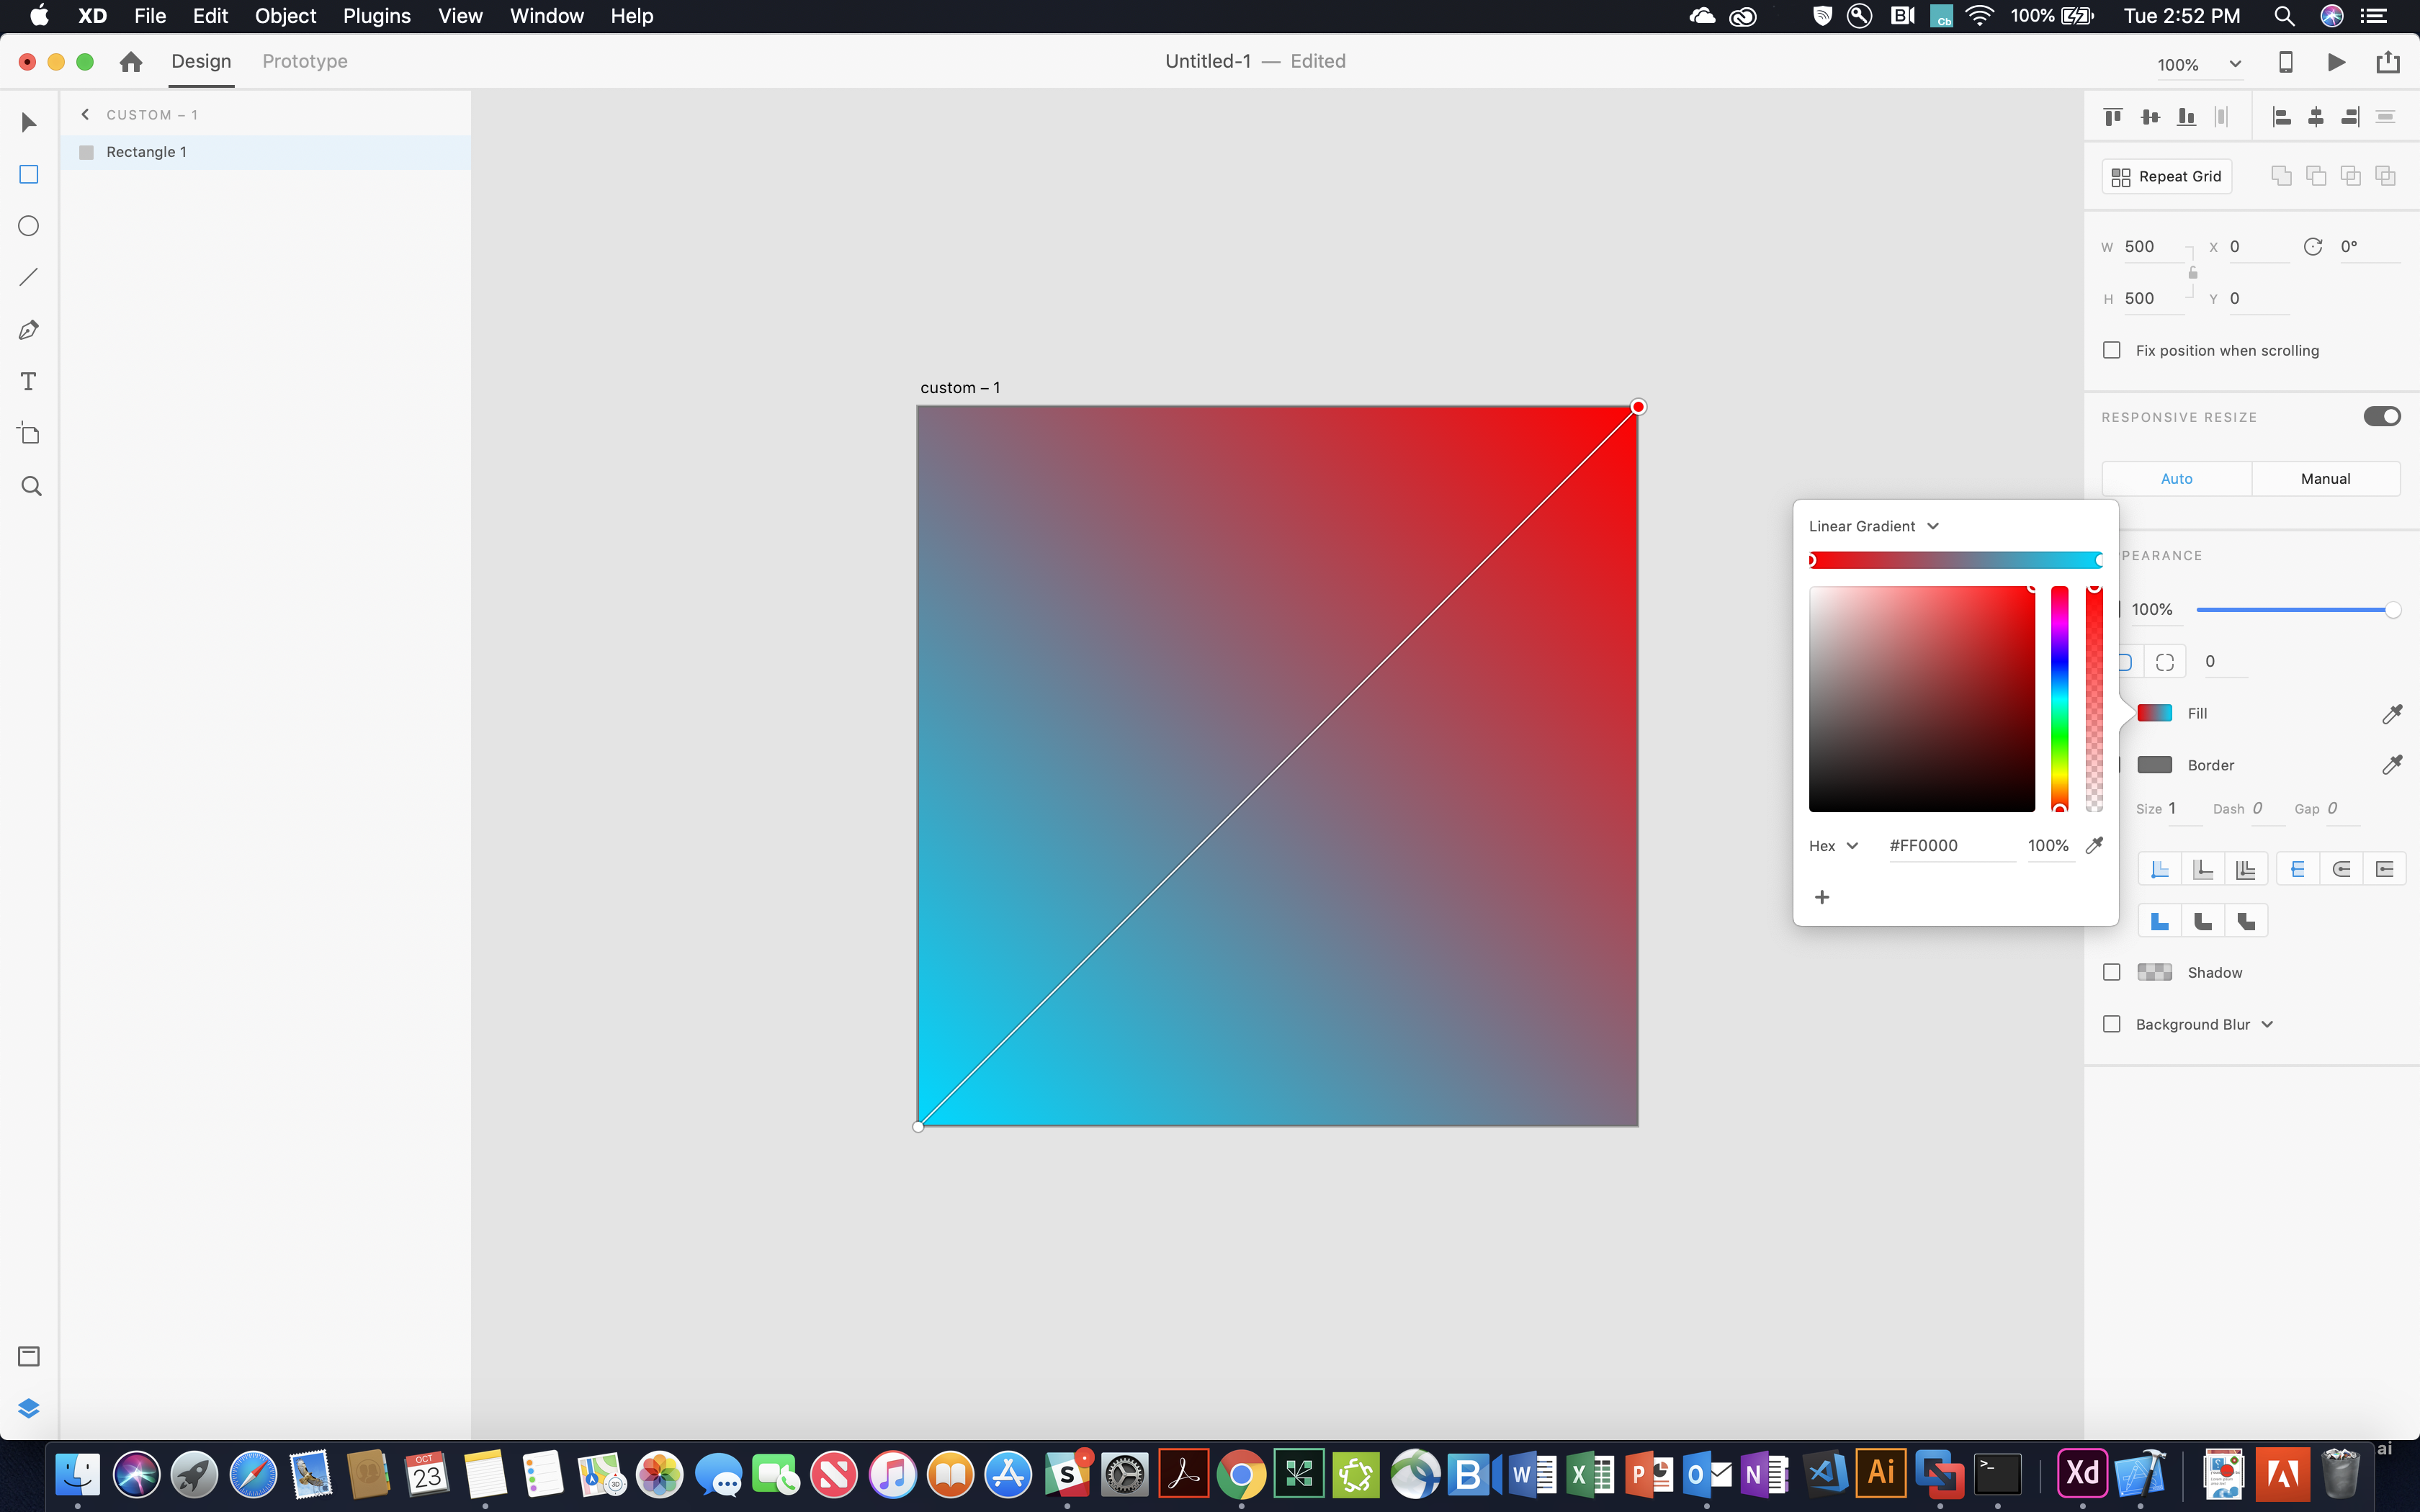 XD File Edit Object Plugins View Window Help
Cb 100% Tue 2:52 PM
Design Prototype
Untitled-1 — Edited
100%
CUSTOM – 1
Rectangle 1
Repeat Grid
W 500 X 0 0°
H 500 Y 0
Fix position when scrolling
custom – 1
RESPONSIVE RESIZE
Auto Manual
Linear Gradient
PEARANCE
100%
0
Fill
Border
Size 1 Dash 0 Gap 0
Hex #FF0000 100%
+
Shadow
Background Blur
ai
OCT
23
3D
S
B
W
X
P
O
N
Ai
>_
Xd